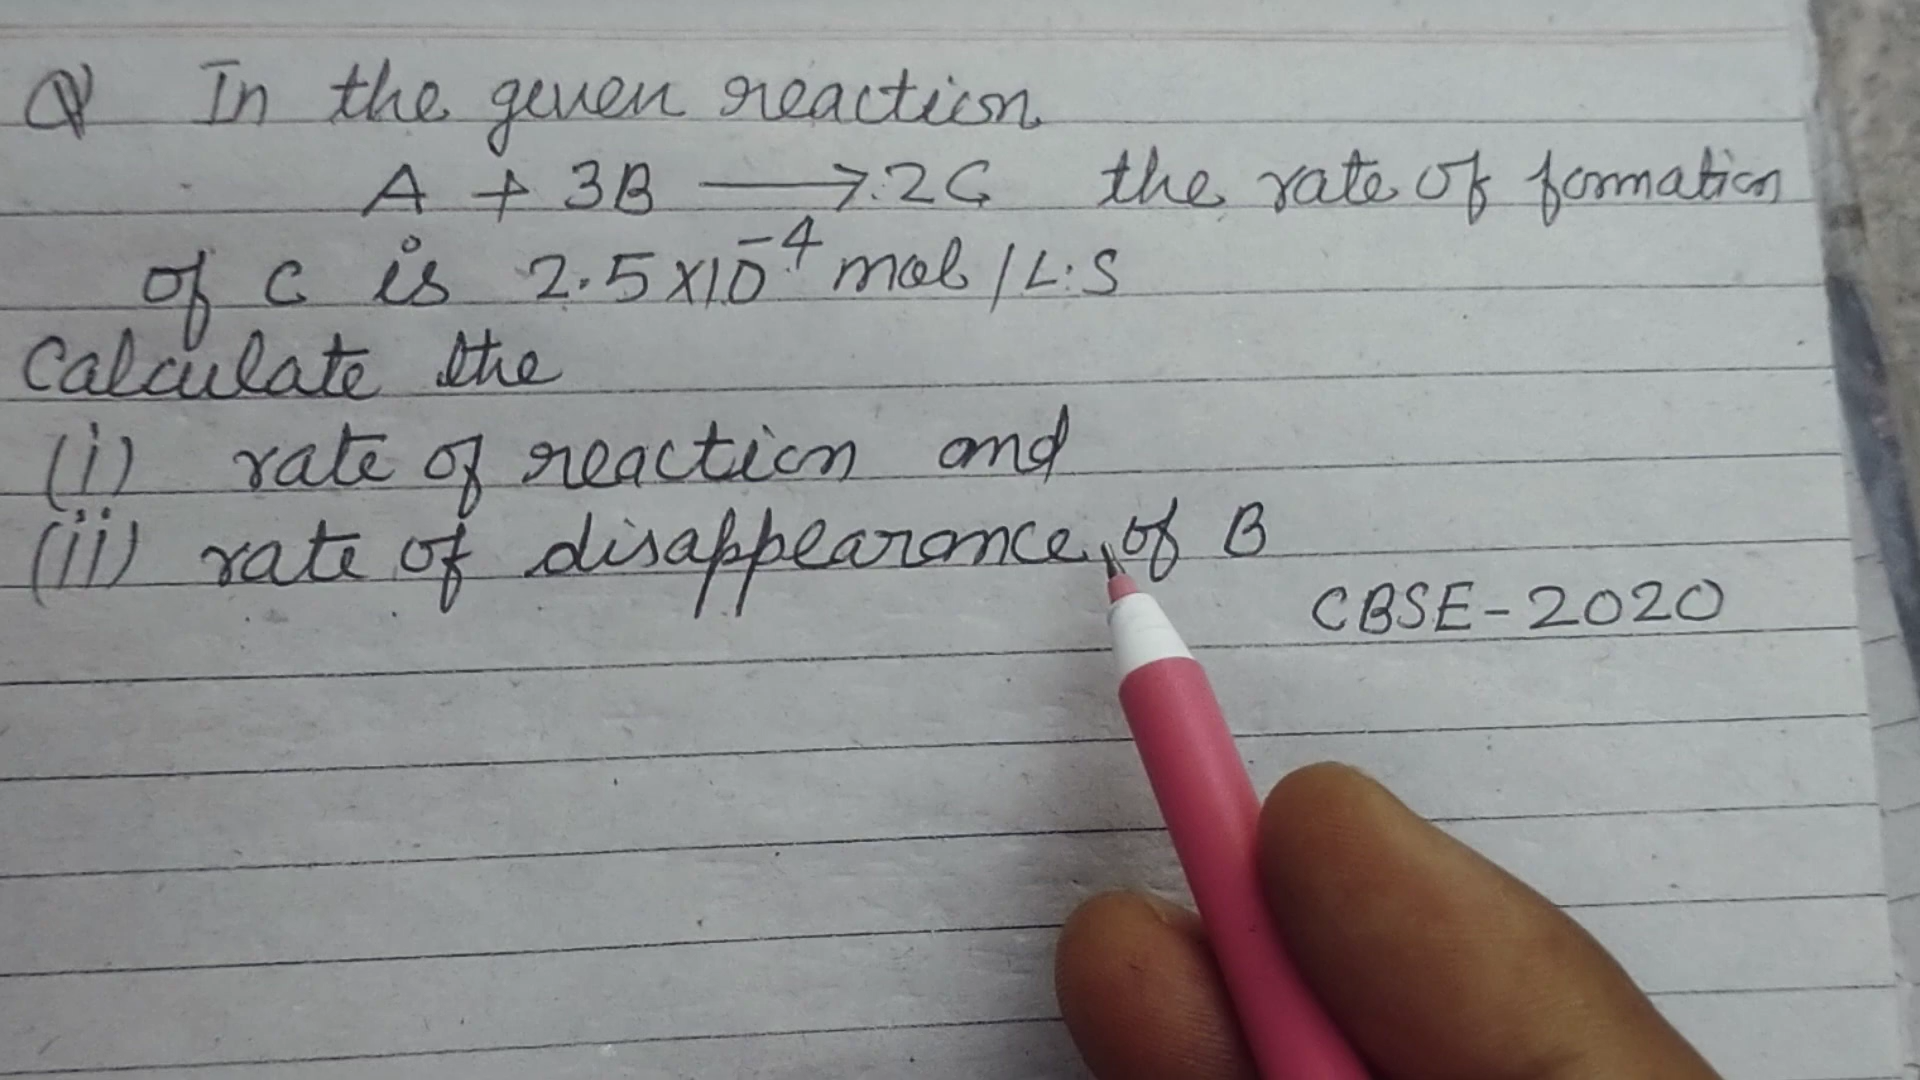 Q In the given reaction
A + 3B ⟶ 2C the rate of formation
of C is 2.5×10⁻⁴ mol/L.S
Calculate the
(i) rate of reaction and
(ii) rate of disappearance of B
CBSE-2020